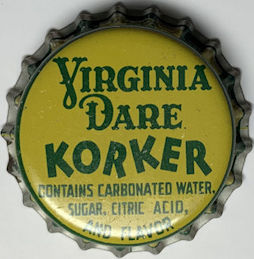 VIRGINIA
DARE
KORKER
CONTAINS CARBONATED WATER,
SUGAR, CITRIC ACID,
AND FLAVOR